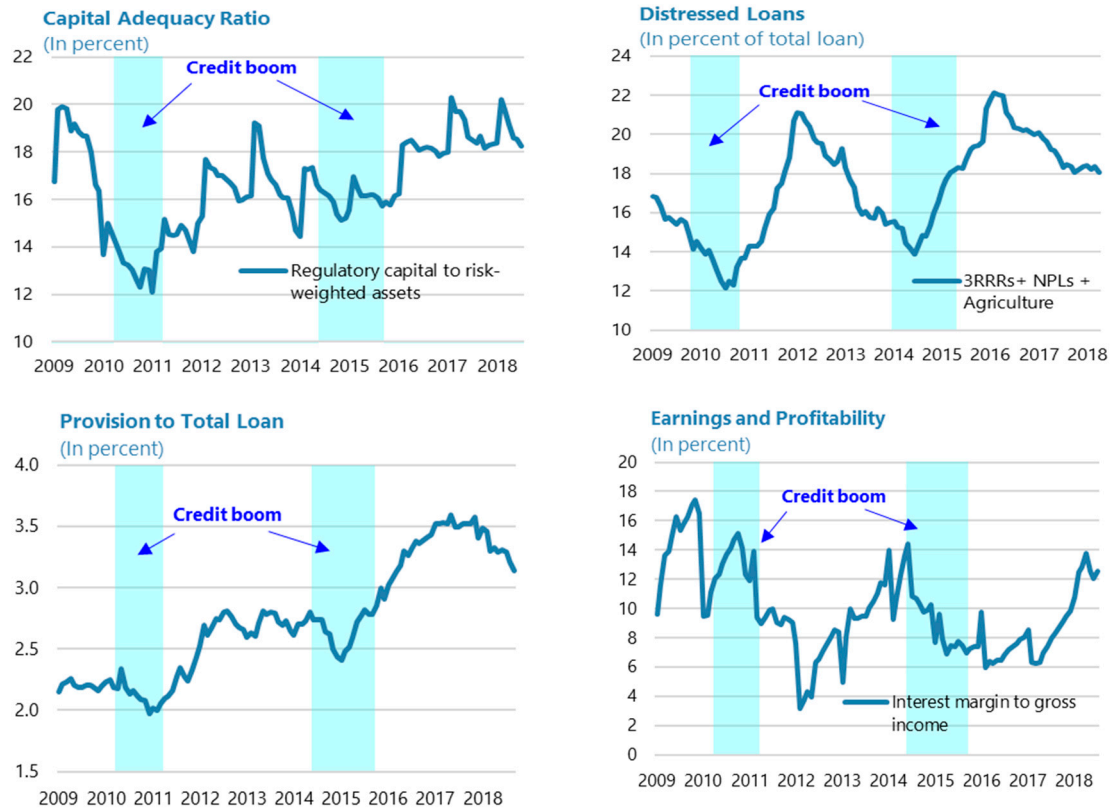 Capital Adequacy Ratio
(In percent)
22
20
18
16
14
12
10
Credit boom
Regulatory capital to risk-
weighted assets
2009 2010 2011 2012 2013 2014 2015 2016 2017 2018
Distressed Loans
(In percent of total loan)
24
22
20
18
16
14
12
10
Credit boom
3RRRs+ NPLs +
Agriculture
2009 2010 2011 2012 2013 2014 2015 2016 2017 2018
Provision to Total Loan
(In percent)
4.0
3.5
3.0
2.5
2.0
1.5
Credit boom
2009 2010 2011 2012 2013 2014 2015 2016 2017 2018
Earnings and Profitability
(In percent)
20
18
16
14
12
10
8
6
4
2
0
Credit boom
Interest margin to gross
income
2009 2010 2011 2012 2013 2014 2015 2016 2017 2018